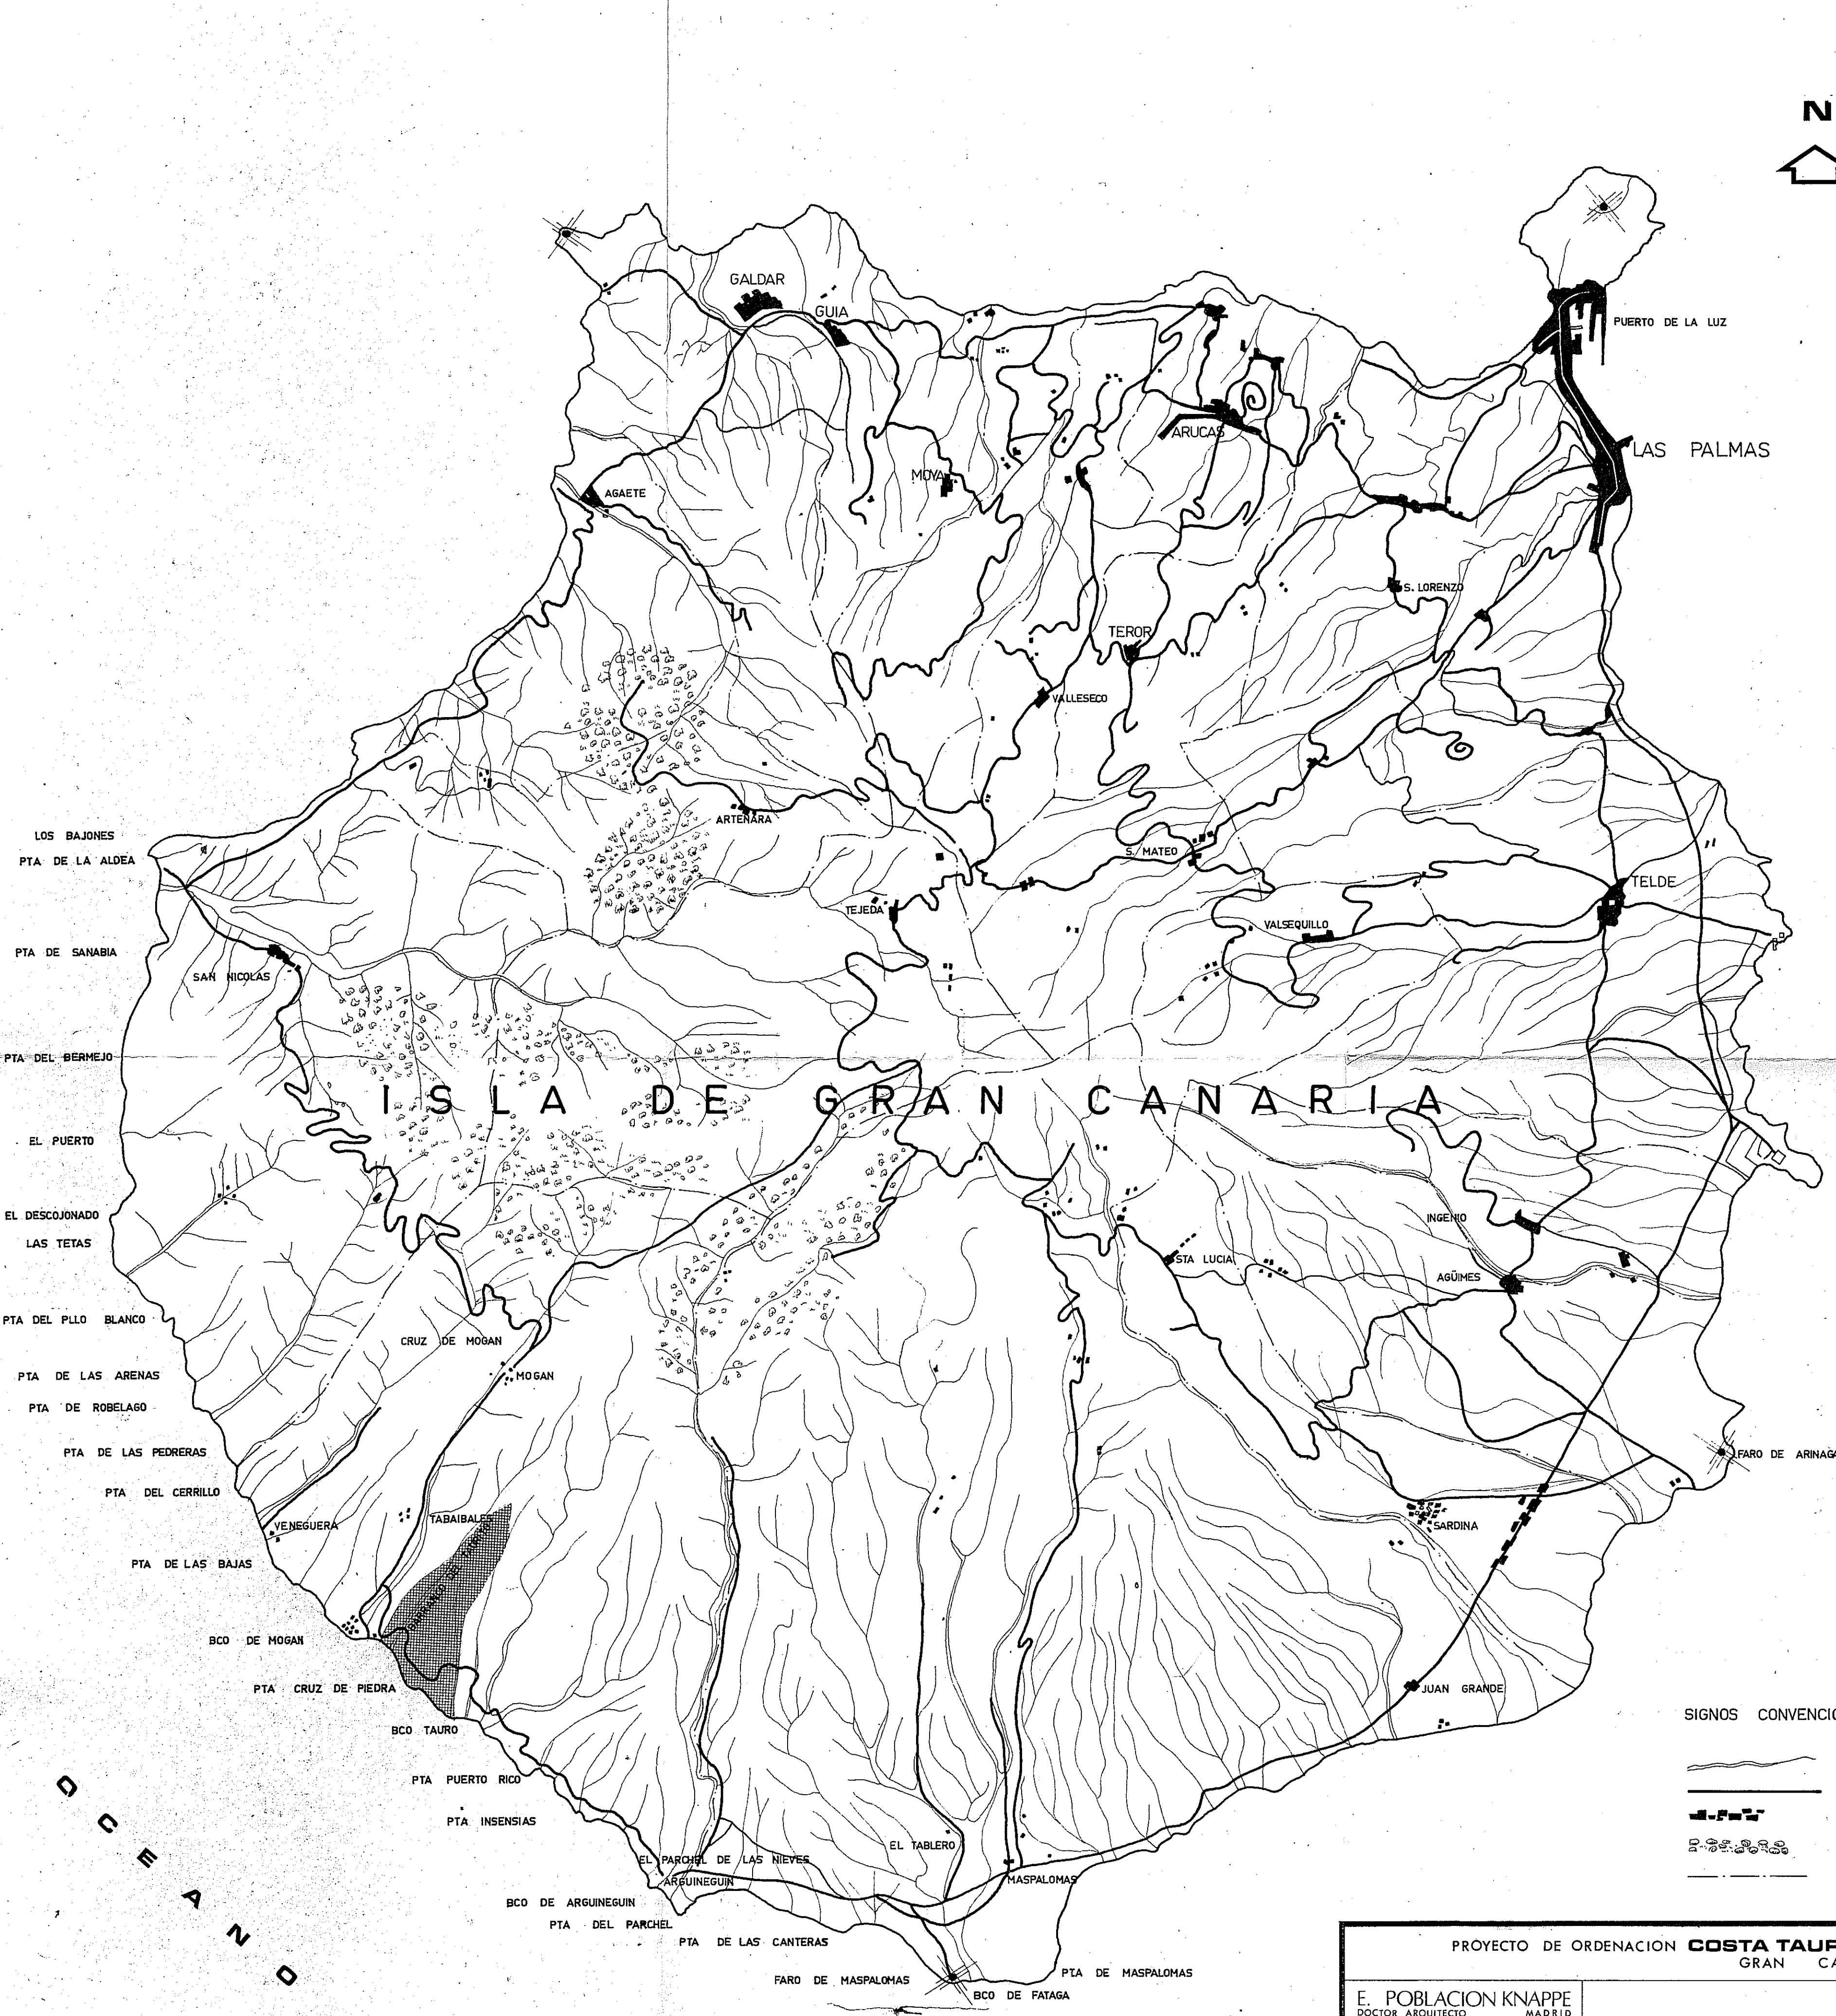 N
GALDAR
GUIA
PUERTO DE LA LUZ
ARUCAS
LAS PALMAS
MOYA
AGAETE
S. LORENZO
TEROR
VALLESECO
ARTENARA
LOS BAJONES
S. MATEO
PTA DE LA ALDEA
TELDE
TEJEDA
VALSEQUILLO
PTA DE SANABIA
SAN NICOLAS
PTA DEL BERMEJO
ISLA DE GRAN CANARIA
EL PUERTO
EL DESCOJONADO
INGENIO
LAS TETAS
STA LUCIA
AGÜIMES
PTA DEL PLLO BLANCO
CRUZ DE MOGAN
PTA DE LAS ARENAS
MOGAN
PTA DE ROBELAGO
PTA DE LAS PEDRERAS
FARO DE ARINAGA
PTA DEL CERRILLO
TABAIBALES
VENEGUERA
SARDINA
PTA DE LAS BAJAS
BCO DE MOGAN
PTA CRUZ DE PIEDRA
JUAN GRANDE
SIGNOS CONVENCIO
BCO TAURO
PTA PUERTO RICO
PTA INSENSIAS
OCEANO
EL TABLERO
EL PARCHEL DE LAS NIEVES
ARGUINEGUIN
MASPALOMAS
BCO DE ARGUINEGUIN
PTA DEL PARCHEL
PTA DE LAS CANTERAS
PTA DE MASPALOMAS
FARO DE MASPALOMAS
BCO DE FATAGA
PROYECTO DE ORDENACION COSTA TAUR
GRAN CA
E. POBLACION KNAPPE
DOCTOR ARQUITECTO MADRID